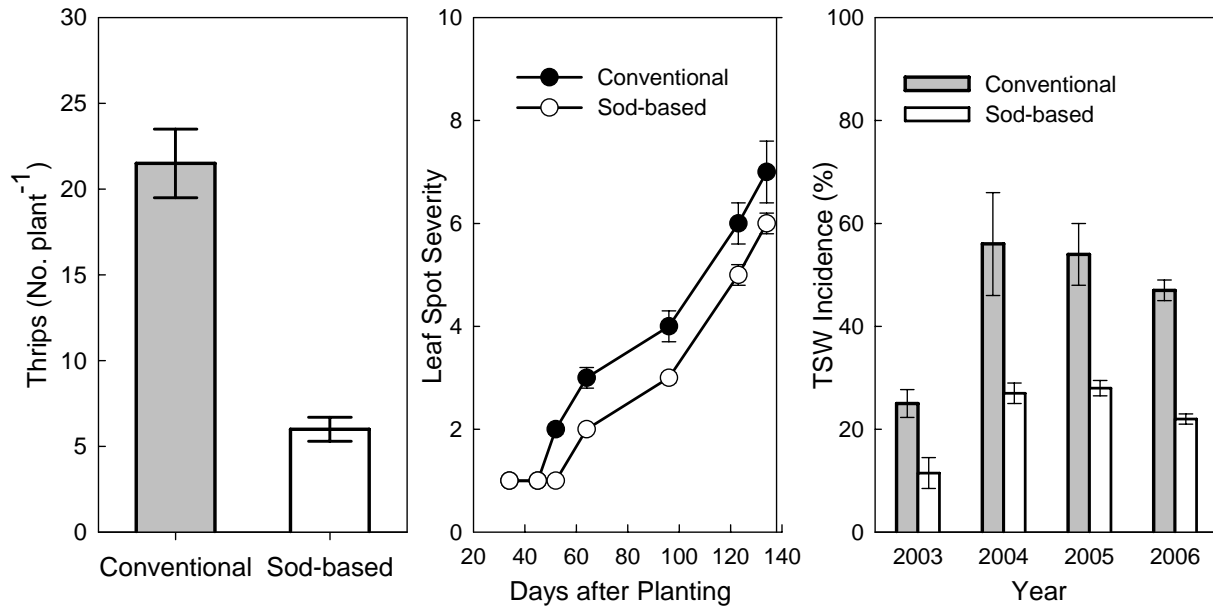 30
25
20
15
10
5
0
Thrips (No. plant⁻¹)
Conventional Sod-based
10
8
6
4
2
0
Leaf Spot Severity
Conventional
Sod-based
20 40 60 80 100 120 140
Days after Planting
100
80
60
40
20
0
TSW Incidence (%)
Conventional
Sod-based
2003 2004 2005 2006
Year